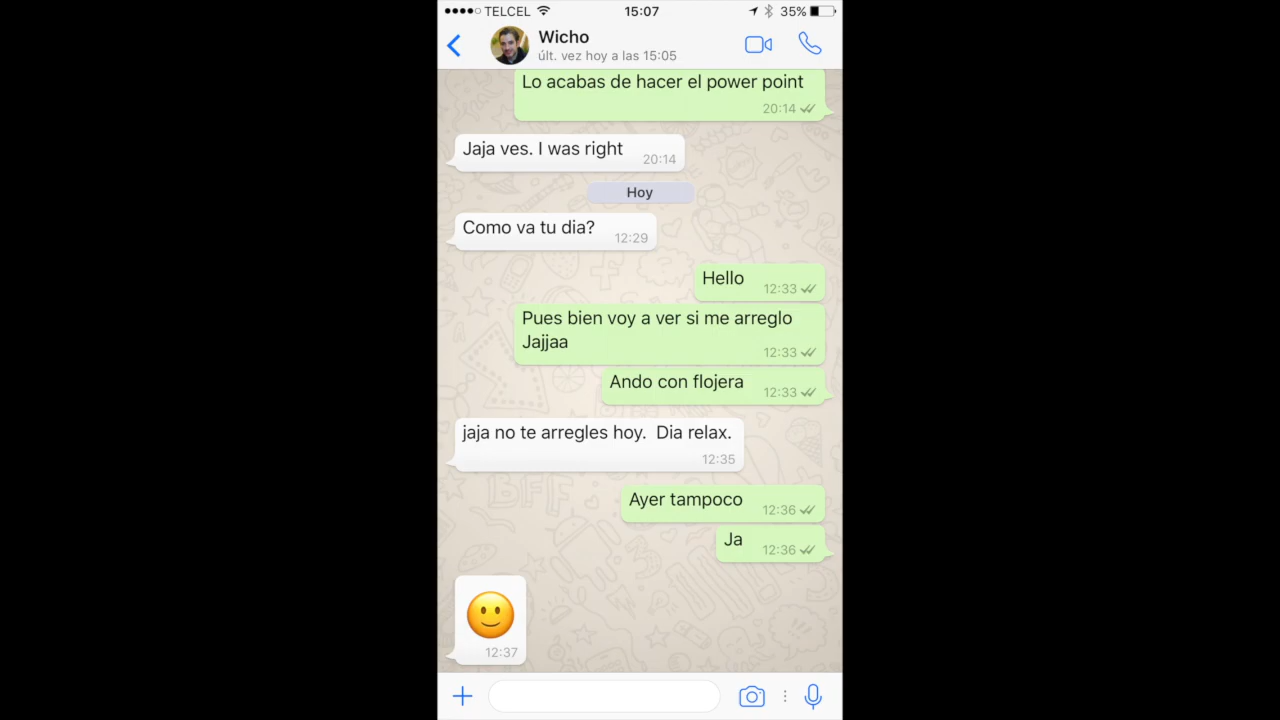 TELCEL 15:07 35%
Wicho
últ. vez hoy a las 15:05
Lo acabas de hacer el power point
20:14
Jaja ves. I was right
20:14
Hoy
Como va tu dia?
12:29
Hello
12:33
Pues bien voy a ver si me arreglo
Jajjaa
12:33
Ando con flojera
12:33
jaja no te arregles hoy.  Dia relax.
12:35
Ayer tampoco
12:36
Ja
12:36
12:37